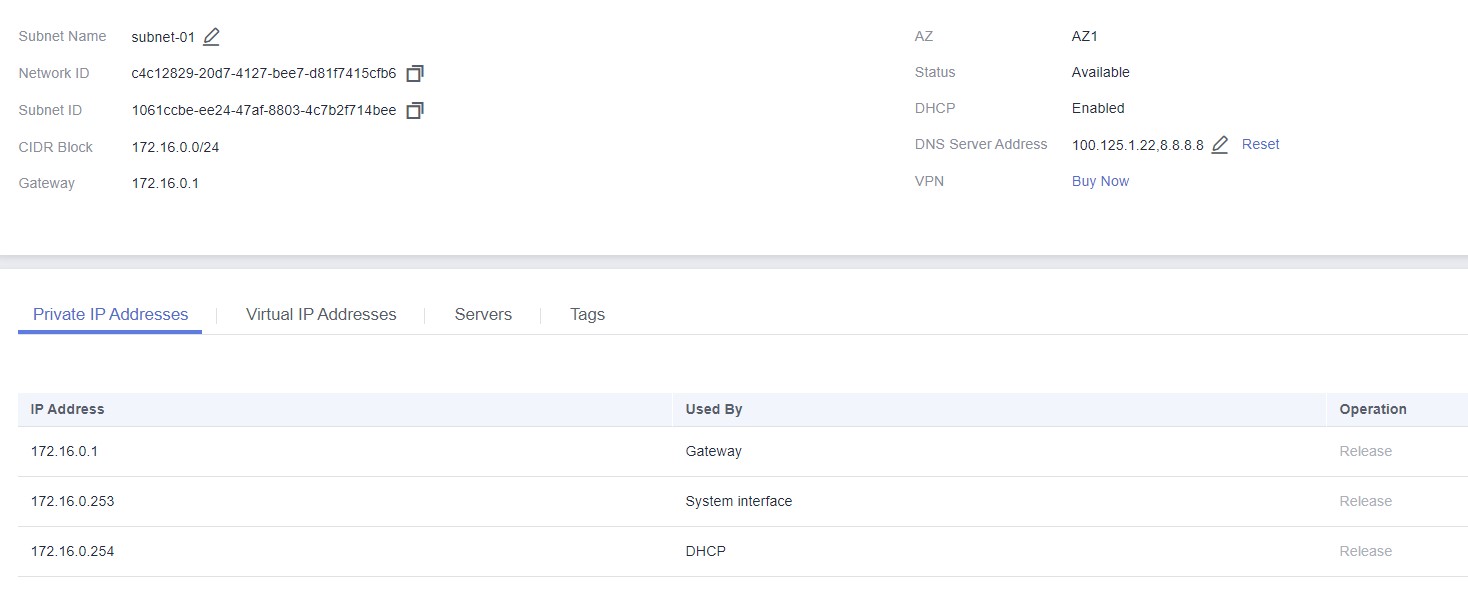 Subnet Name subnet-01
Network ID c4c12829-20d7-4127-bee7-d81f7415cfb6
Subnet ID 1061ccbe-ee24-47af-8803-4c7b2f714bee
CIDR Block 172.16.0.0/24
Gateway 172.16.0.1
AZ AZ1
Status Available
DHCP Enabled
DNS Server Address 100.125.1.22,8.8.8.8 Reset
VPN Buy Now
Private IP Addresses Virtual IP Addresses Servers Tags
IP Address Used By Operation
172.16.0.1 Gateway Release
172.16.0.253 System interface Release
172.16.0.254 DHCP Release